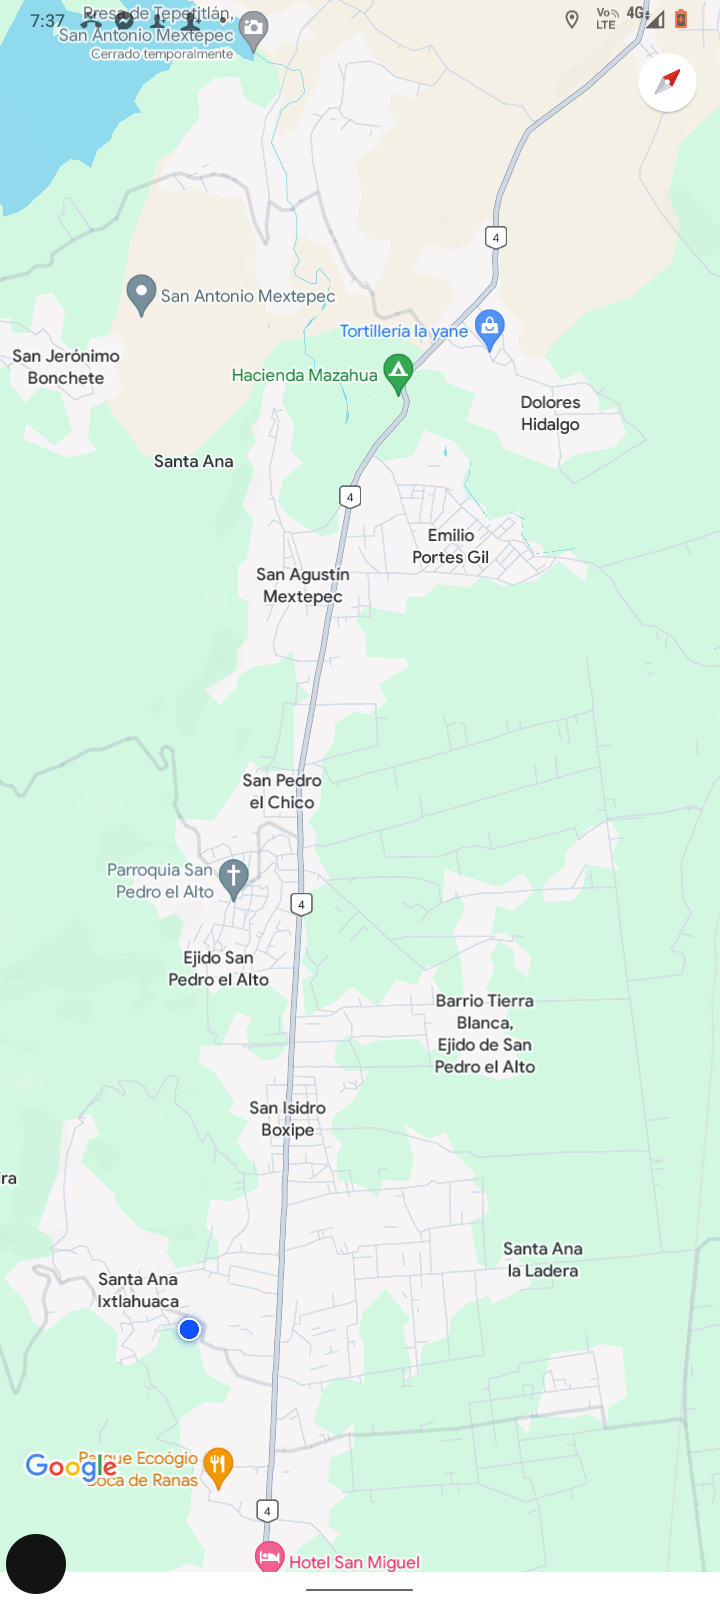 7:37
Vo
LTE
4G
Presa de Tepetitlán,
San Antonio Mextepec
Cerrado temporalmente
4
San Antonio Mextepec
Tortillería la yane
San Jerónimo
Bonchete
Hacienda Mazahua
Dolores
Hidalgo
Santa Ana
4
Emilio
Portes Gil
San Agustín
Mextepec
San Pedro
el Chico
Parroquia San
Pedro el Alto
4
Ejido San
Pedro el Alto
Barrio Tierra
Blanca,
Ejido de San
Pedro el Alto
San Isidro
Boxipe
ra
Santa Ana
la Ladera
Santa Ana
Ixtlahuaca
Parque Ecoógio
Boca de Ranas
Google
4
Hotel San Miguel